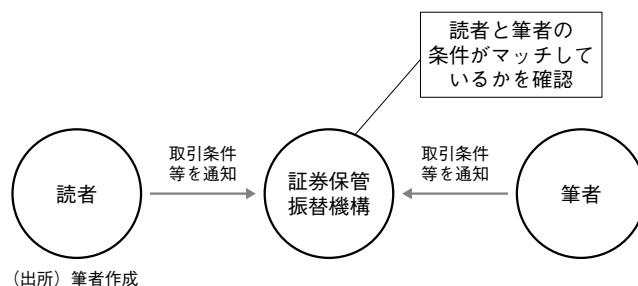 読者と筆者の
条件がマッチして
いるかを確認
読者
取引条件
等を通知
証券保管
振替機構
取引条件
等を通知
筆者
（出所）筆者作成